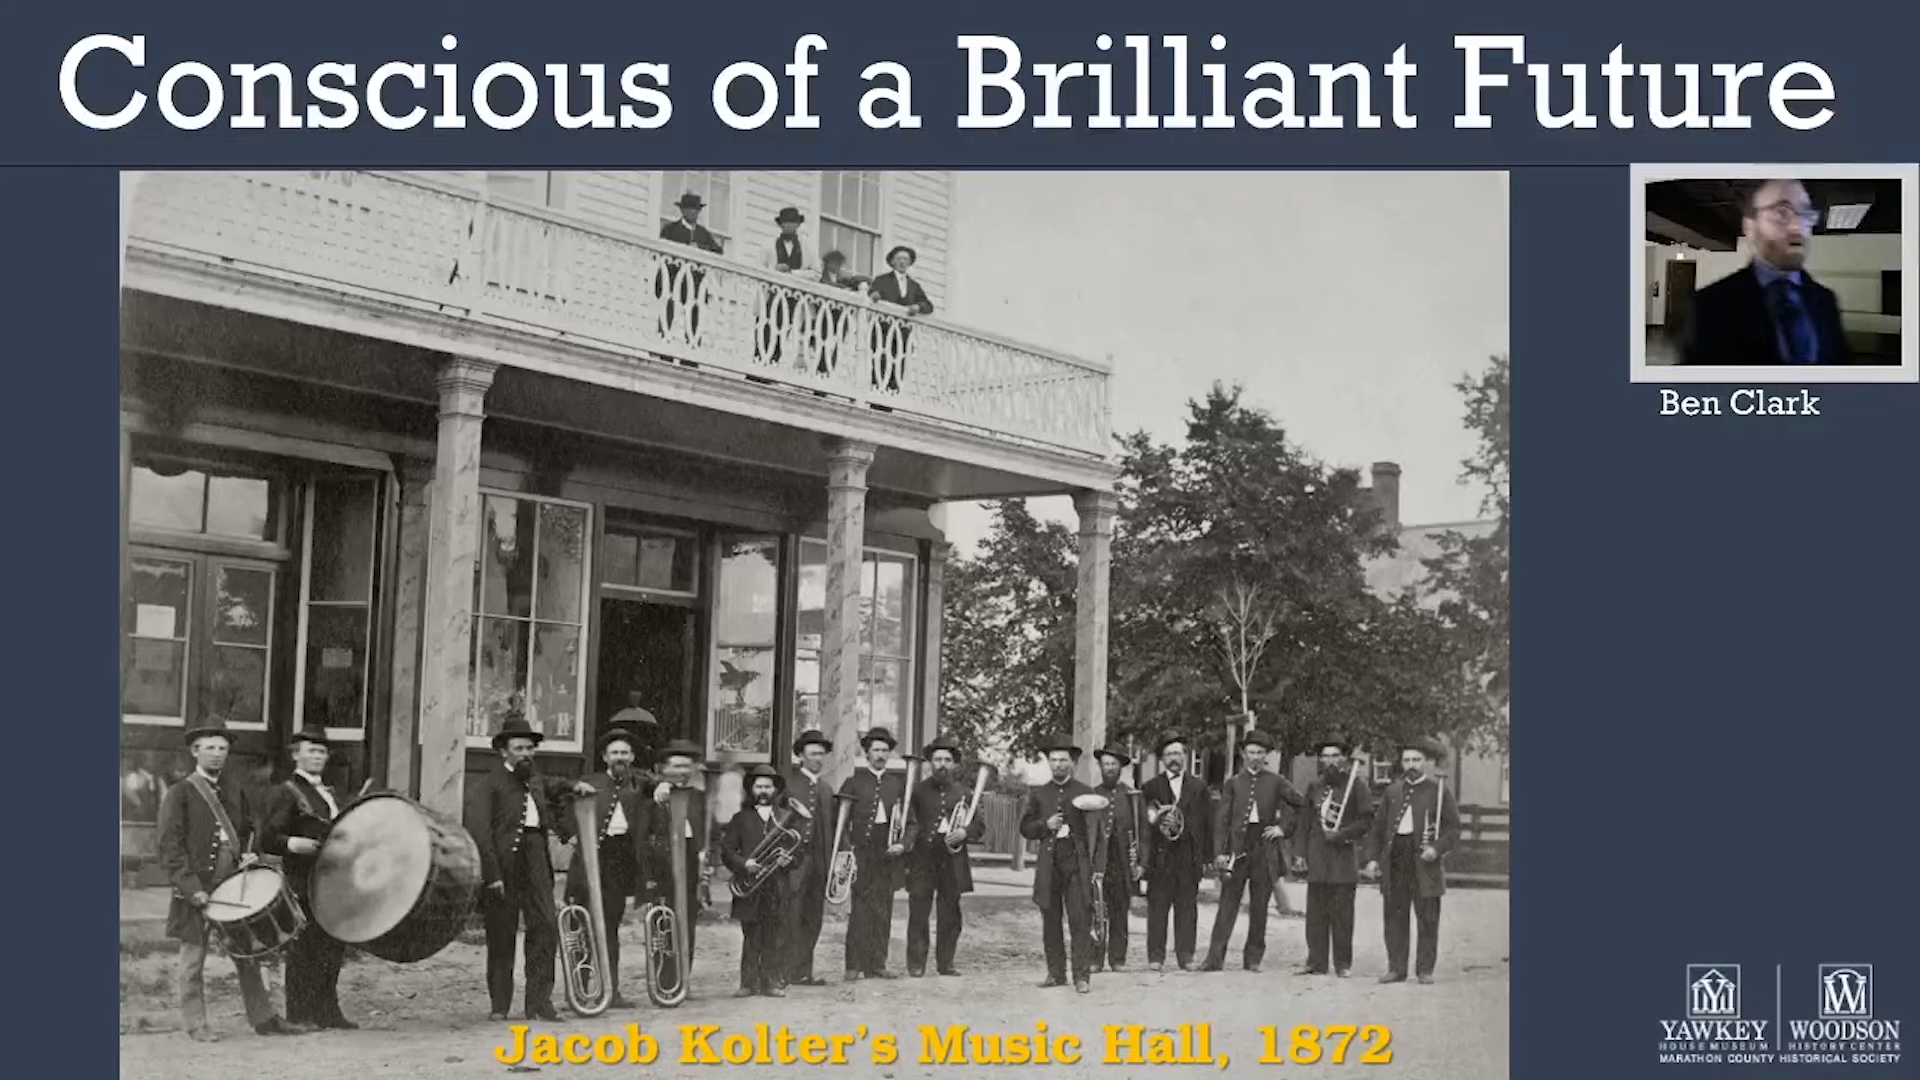 Conscious of a Brilliant Future
Ben Clark
Jacob Kolter's Music Hall, 1872
YAWKEY
HOUSE MUSEUM
WOODSON
HISTORY CENTER
MARATHON COUNTY HISTORICAL SOCIETY